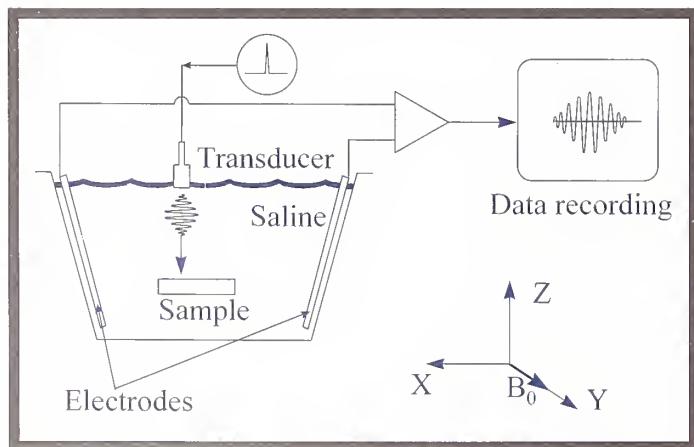 Transducer
Saline
Data recording
Sample
Electrodes
Z
X
B₀
Y